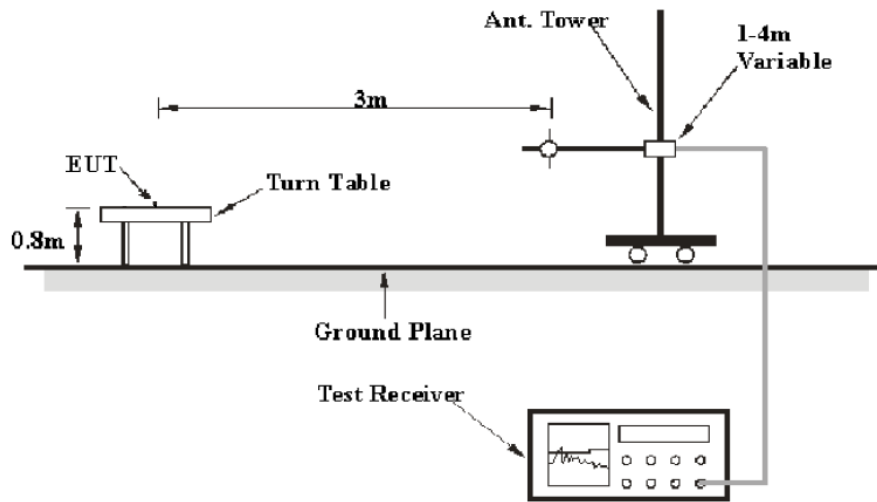 Ant. Tower
1-4m
Variable
3m
EUT
Turn Table
0.8m
Ground Plane
Test Receiver